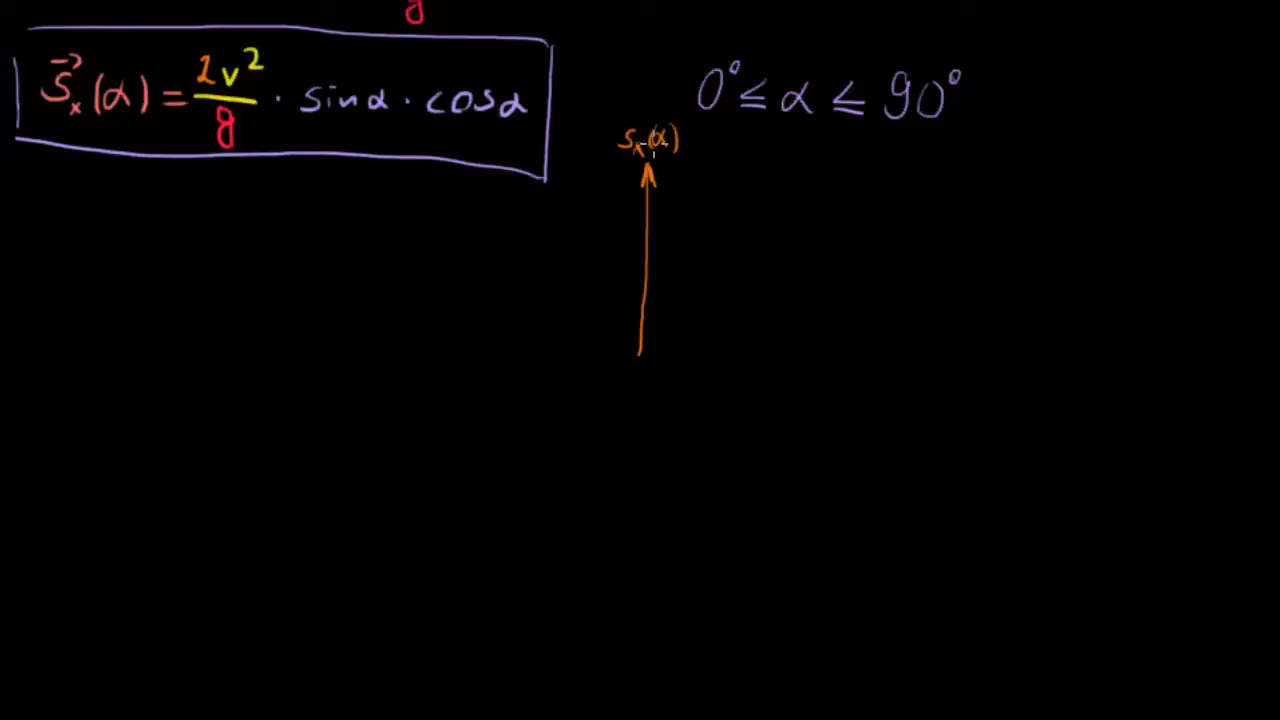 g
S⃗ₓ(α) = 2v²/g · sinα · cosα
0° ≤ α ≤ 90°
Sₓ(α)